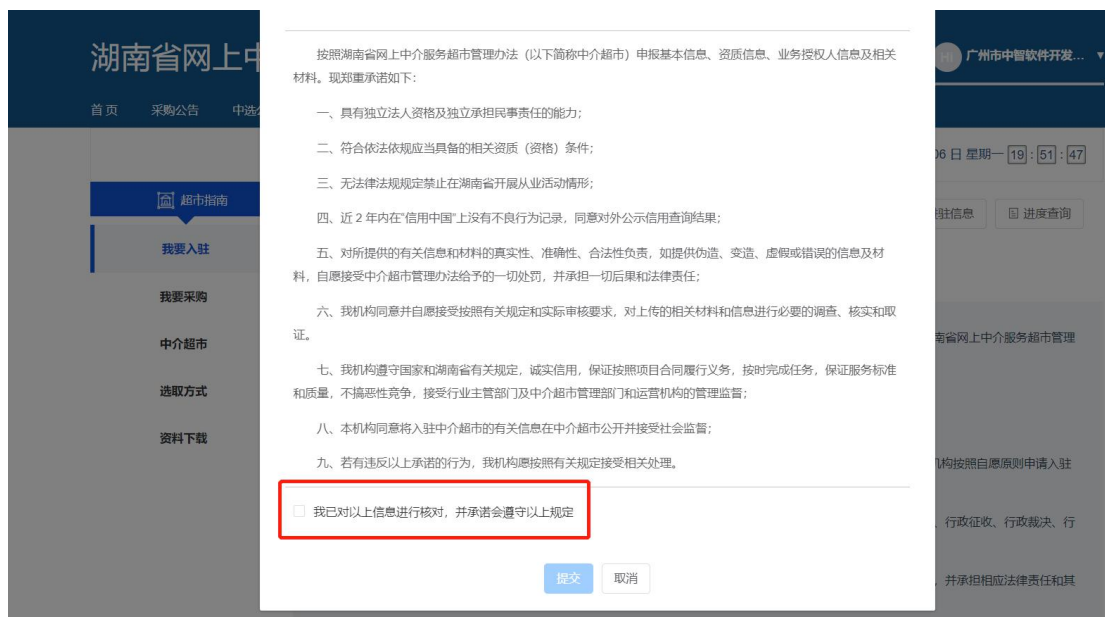 湖南省网上中
HI 广州市中智软件开发... ▼
首页 采购公告 中选公
06 日 星期一 19 : 51 : 47
超市指南
驻信息 进度查询
我要入驻
我要采购
中介超市
选取方式
资料下载
按照湖南省网上中介服务超市管理办法（以下简称中介超市）申报基本信息、资质信息、业务授权人信息及相关
材料。现郑重承诺如下：
一、具有独立法人资格及独立承担民事责任的能力；
二、符合依法依规应当具备的相关资质（资格）条件；
三、无法律法规规定禁止在湖南省开展从业活动情形；
四、近 2 年内在“信用中国”上没有不良行为记录，同意对外公示信用查询结果；
五、对所提供的有关信息和材料的真实性、准确性、合法性负责，如提供伪造、变造、虚假或错误的信息及材
料，自愿接受中介超市管理办法给予的一切处罚，并承担一切后果和法律责任；
六、我机构同意并自愿接受按照有关规定和实际审核要求，对上传的相关材料和信息进行必要的调查、核实和取
证。
七、我机构遵守国家和湖南省有关规定，诚实信用，保证按照项目合同履行义务，按时完成任务，保证服务标准
和质量，不搞恶性竞争，接受行业主管部门及中介超市管理部门和运营机构的管理监督；
八、本机构同意将入驻中介超市的有关信息在中介超市公开并接受社会监督；
九、若有违反以上承诺的行为，我机构愿按照有关规定接受相关处理。
我已对以上信息进行核对，并承诺会遵守以上规定
提交 取消
南省网上中介服务超市管理
机构按照自愿原则申请入驻
、行政征收、行政裁决、行
，并承担相应法律责任和其